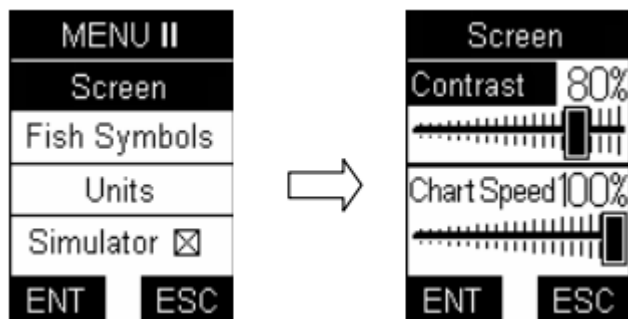 MENU II
Screen
Fish Symbols
Units
Simulator ☒
ENT ESC
Screen
Contrast 80%
Chart Speed 100%
ENT ESC